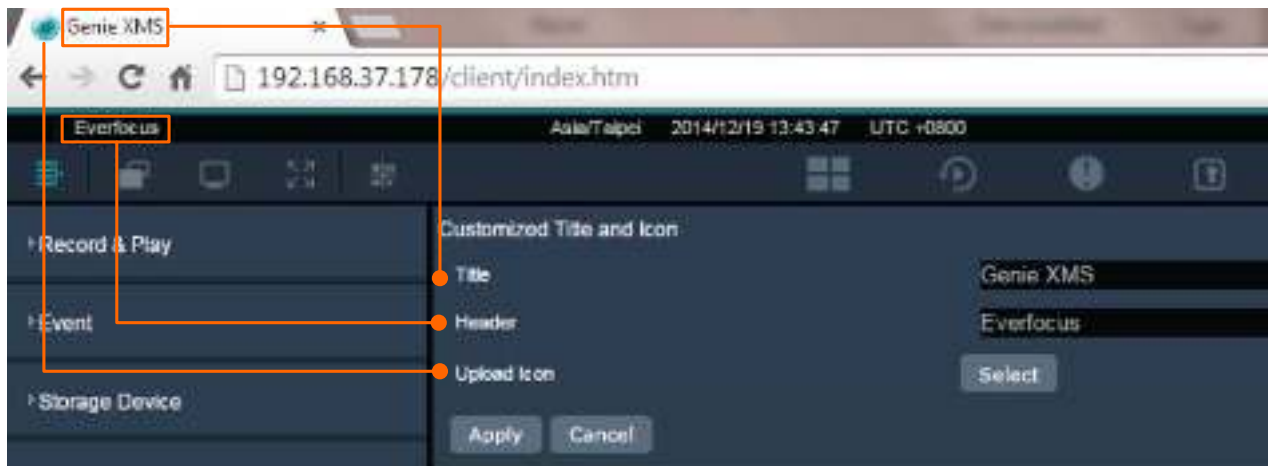 Genie XMS
192.168.37.178/client/index.htm
Everfocus Asia/Taipei 2014/12/19 13:43:47 UTC +0800
Customized Title and Icon
Record & Play
Title Genie XMS
Event
Header Everfocus
Upload Icon Select
Storage Device
Apply Cancel